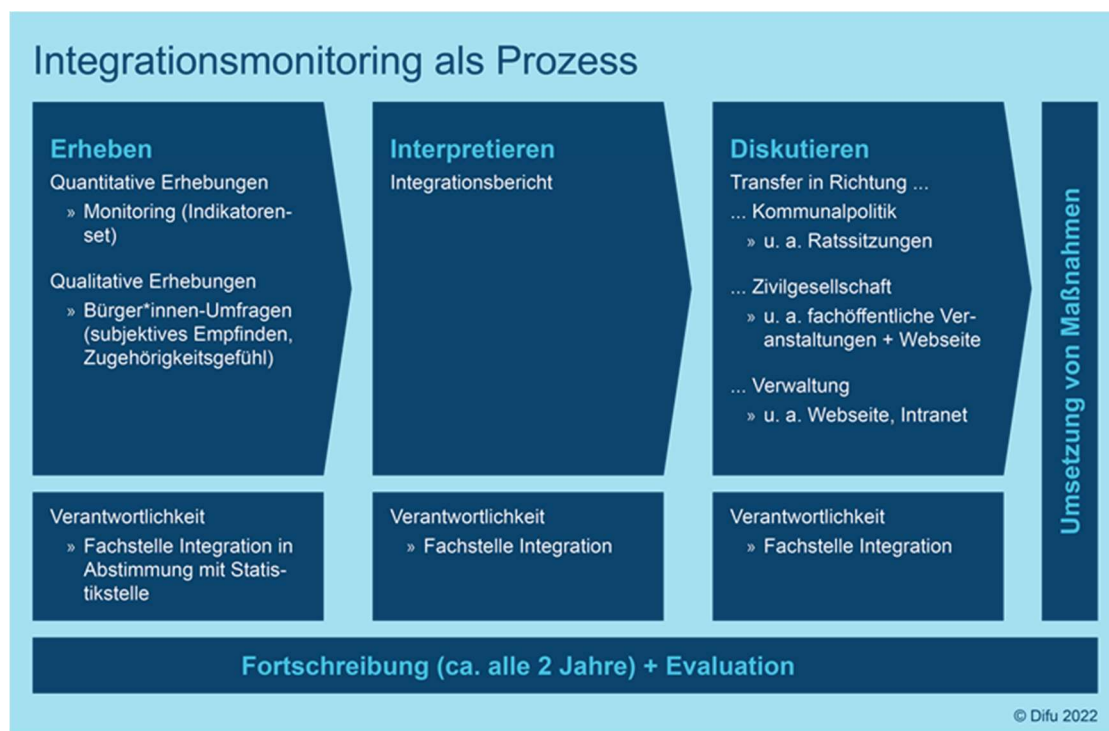 Integrationsmonitoring als Prozess
Erheben
Quantitative Erhebungen
» Monitoring (Indikatoren-
set)
Qualitative Erhebungen
» Bürger*innen-Umfragen
(subjektives Empfinden,
Zugehörigkeitsgefühl)
Verantwortlichkeit
» Fachstelle Integration in
Abstimmung mit Statis-
tikstelle
Interpretieren
Integrationsbericht
Verantwortlichkeit
» Fachstelle Integration
Diskutieren
Transfer in Richtung ...
... Kommunalpolitik
» u. a. Ratssitzungen
... Zivilgesellschaft
» u. a. fachöffentliche Ver-
anstaltungen + Webseite
... Verwaltung
» u. a. Webseite, Intranet
Verantwortlichkeit
» Fachstelle Integration
Umsetzung von Maßnahmen
Fortschreibung (ca. alle 2 Jahre) + Evaluation
© Difu 2022